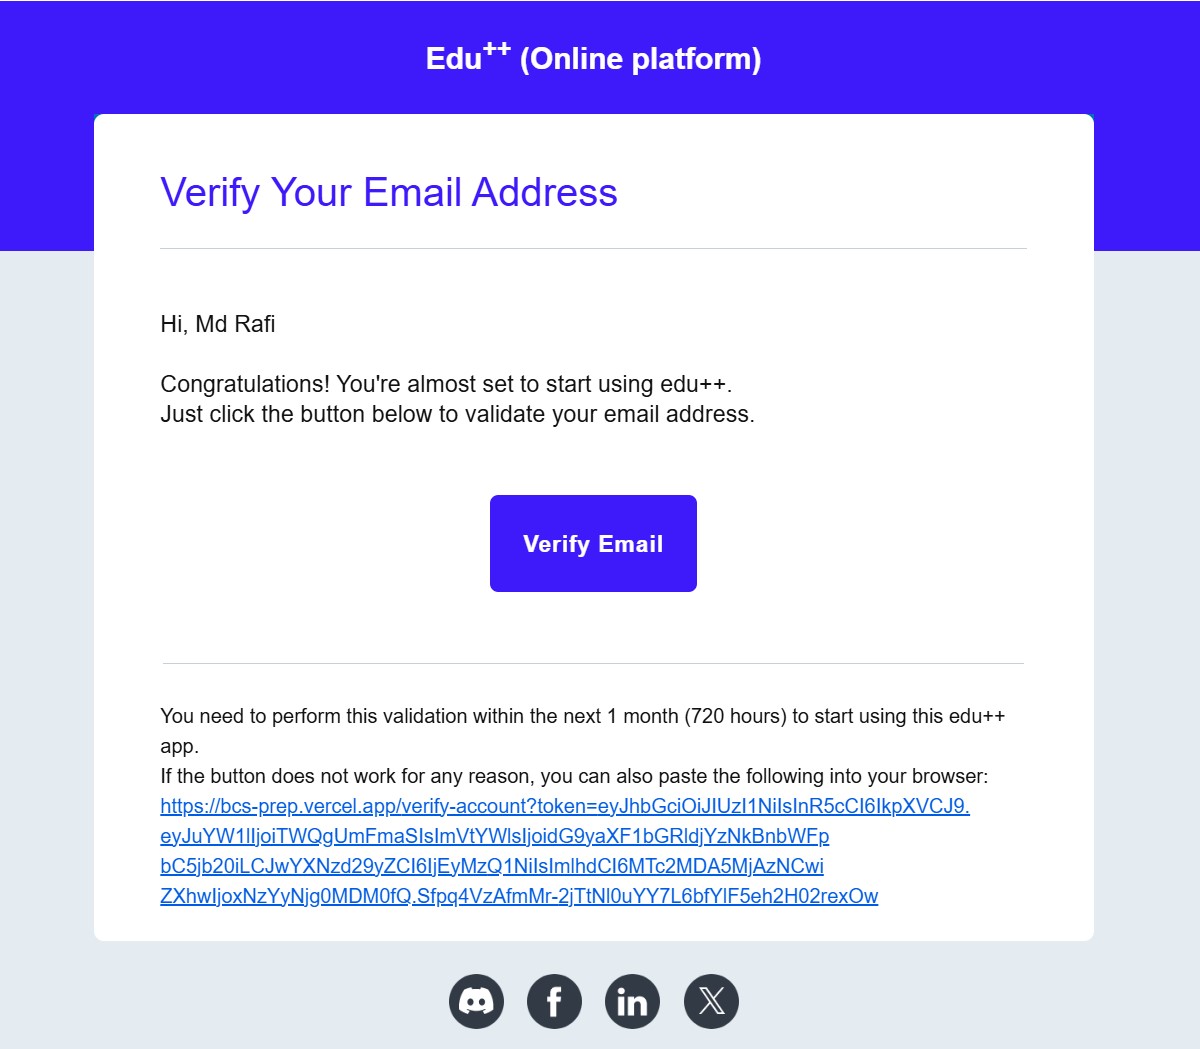 Edu++ (Online platform)
Verify Your Email Address
Hi, Md Rafi
Congratulations! You're almost set to start using edu++.
Just click the button below to validate your email address.
Verify Email
You need to perform this validation within the next 1 month (720 hours) to start using this edu++
app.
If the button does not work for any reason, you can also paste the following into your browser:
https://bcs-prep.vercel.app/verify-account?token=eyJhbGciOiJIUzI1NiIsInR5cCI6IkpXVCJ9.
eyJuYW1lIjoiTWQgUmFmaSIsImVtYWlsIjoidG9yaXF1bGRldjYzNkBnbWFp
bC5jb20iLCJwYXNzd29yZCI6IjEyMzQ1NiIsImlhdCI6MTc2MDA5MjAzNCwi
ZXhwIjoxNzYyNjg0MDM0fQ.Sfpq4VzAfmMr-2jTtNl0uYY7L6bfYlF5eh2H02rexOw
f
in
X